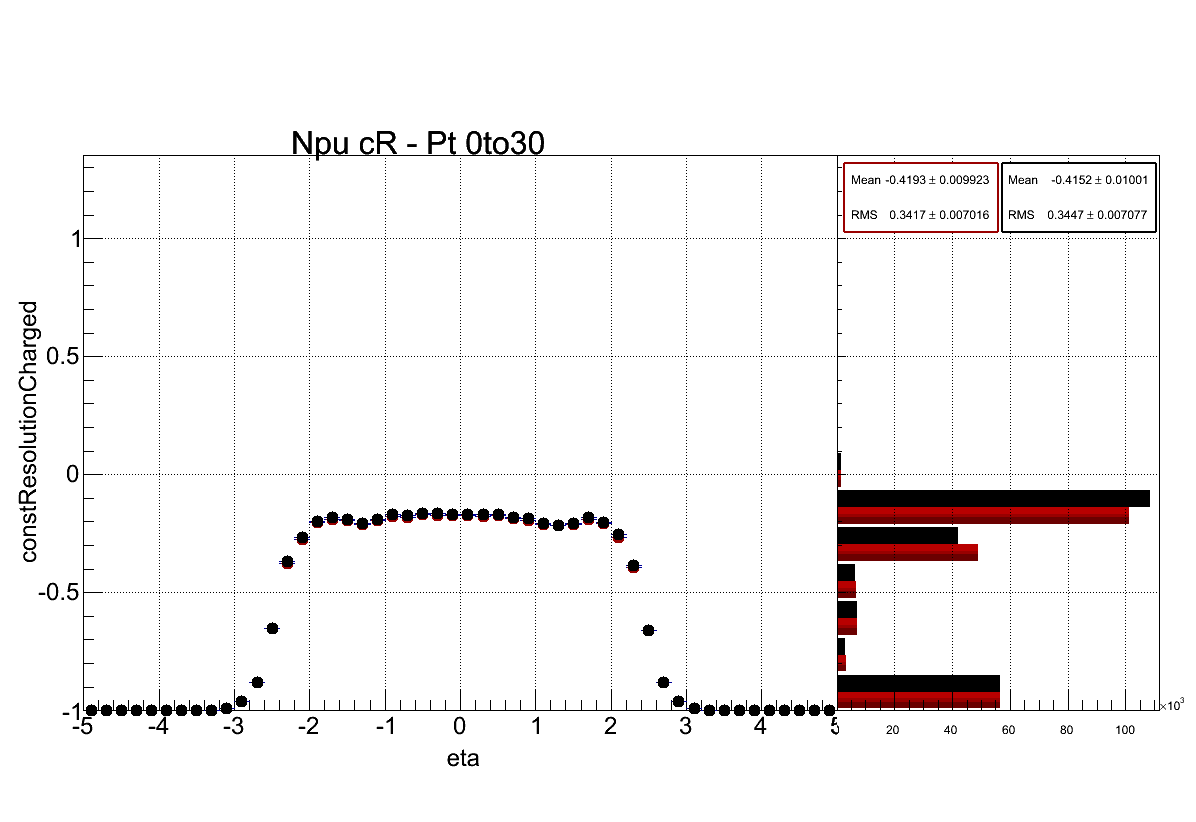 Npu cR - Pt 0to30
Mean -0.4193 ± 0.009923
RMS 0.3417 ± 0.007016
Mean -0.4152 ± 0.01001
RMS 0.3447 ± 0.007077
constResolutionCharged
1
0.5
0
-0.5
-1
-5 -4 -3 -2 -1 0 1 2 3 4 5
eta
20 40 60 80 100
×10³